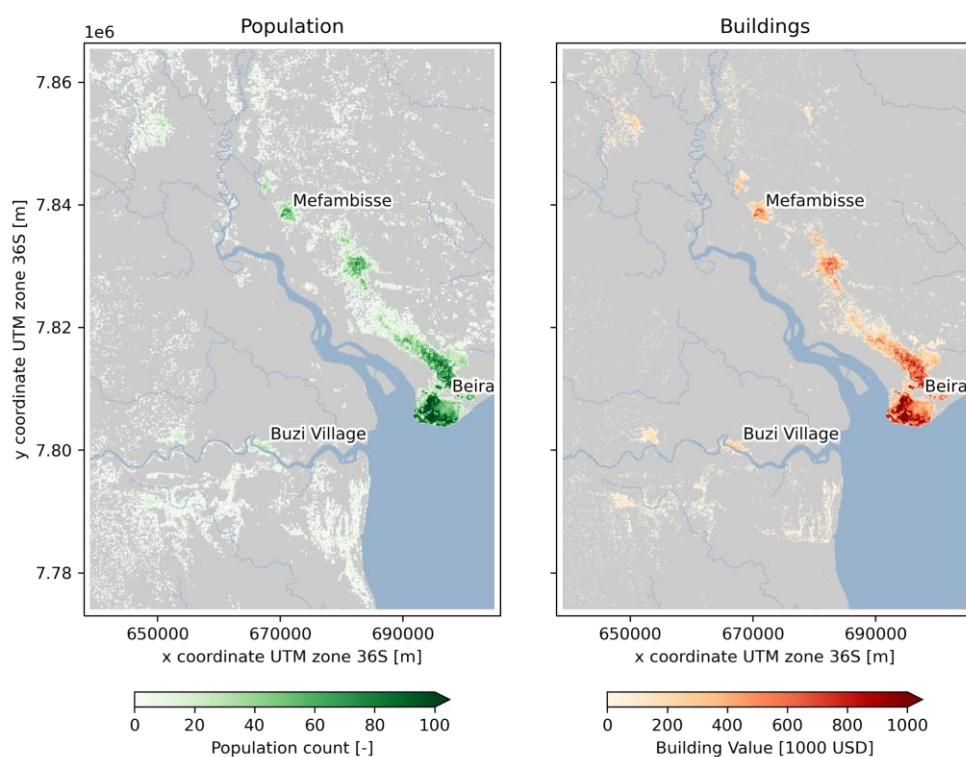 Population
Buildings
1e6
7.86
7.84
7.82
7.80
7.78
y coordinate UTM zone 36S [m]
Mefambisse
Beira
Buzi Village
Mefambisse
Beira
Buzi Village
650000 670000 690000
x coordinate UTM zone 36S [m]
650000 670000 690000
x coordinate UTM zone 36S [m]
0 20 40 60 80 100
Population count [-]
0 200 400 600 800 1000
Building Value [1000 USD]